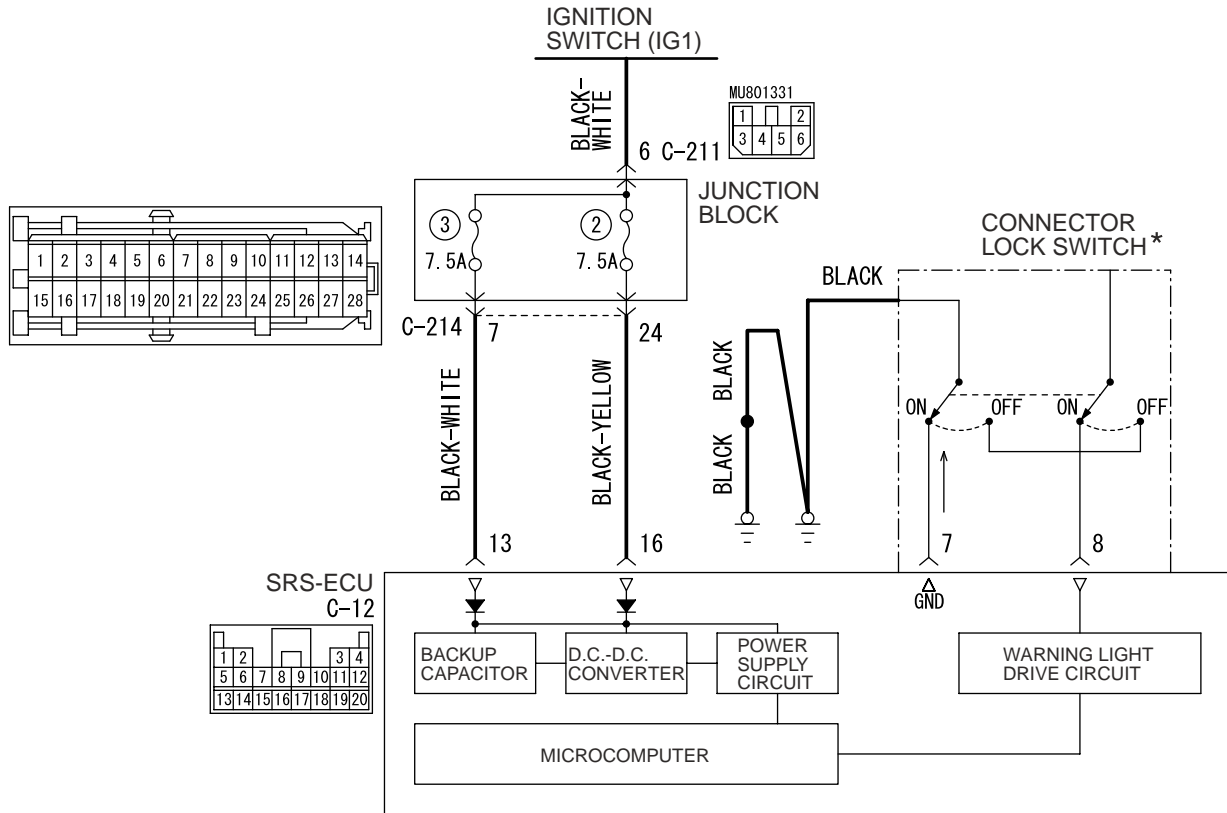 IGNITION
SWITCH (IG1)
BLACK-
WHITE
MU801331
1 2
3 4 5 6
6 C-211
JUNCTION
BLOCK
3
7.5A
2
7.5A
CONNECTOR
LOCK SWITCH*
1 2 3 4 5 6 7 8 9 10 11 12 13 14
15 16 17 18 19 20 21 22 23 24 25 26 27 28
BLACK
C-214 7
24
BLACK-WHITE
BLACK-YELLOW
BLACK
BLACK
ON OFF ON OFF
13
16
7
8
SRS-ECU
C-12
GND
1 2 3 4
5 6 7 8 9 10 11 12
13 14 15 16 17 18 19 20
BACKUP
CAPACITOR
D.C.-D.C.
CONVERTER
POWER
SUPPLY
CIRCUIT
WARNING LIGHT
DRIVE CIRCUIT
MICROCOMPUTER